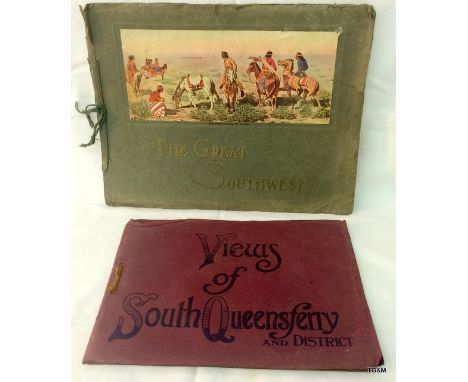 The Great
Southwest
Views
of
South Queensferry
and District
TG&M